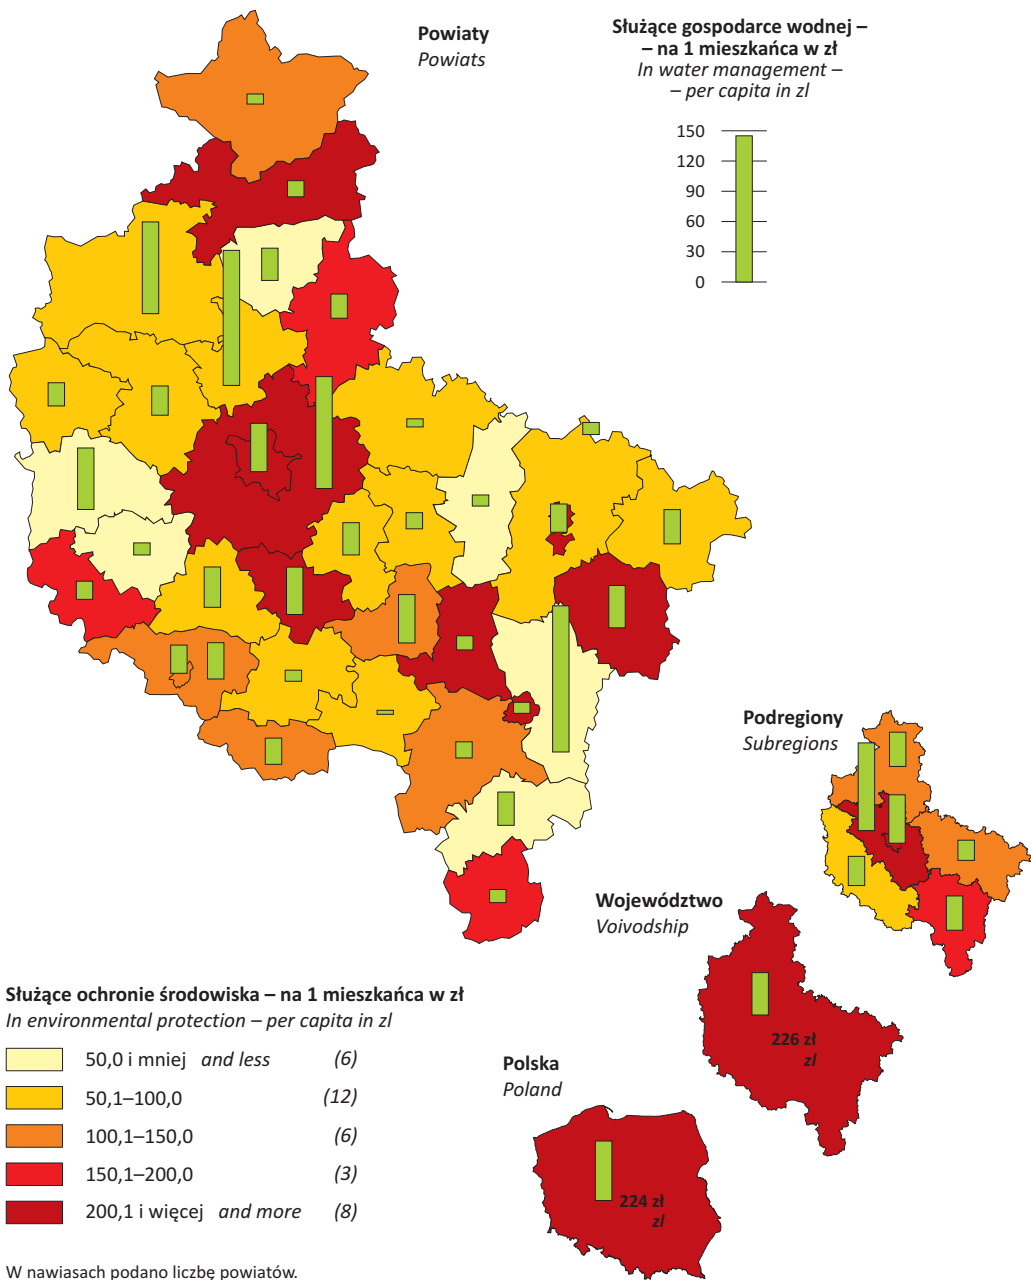 Powiaty
Powiats
Służące gospodarce wodnej –
– na 1 mieszkańca w zł
In water management –
– per capita in zl
150
120
90
60
30
0
Podregiony
Subregions
Województwo
Voivodship
226 zł
zl
Polska
Poland
224 zł
zl
Służące ochronie środowiska – na 1 mieszkańca w zł
In environmental protection – per capita in zl
50,0 i mniej and less (6)
50,1–100,0 (12)
100,1–150,0 (6)
150,1–200,0 (3)
200,1 i więcej and more (8)
W nawiasach podano liczbę powiatów.